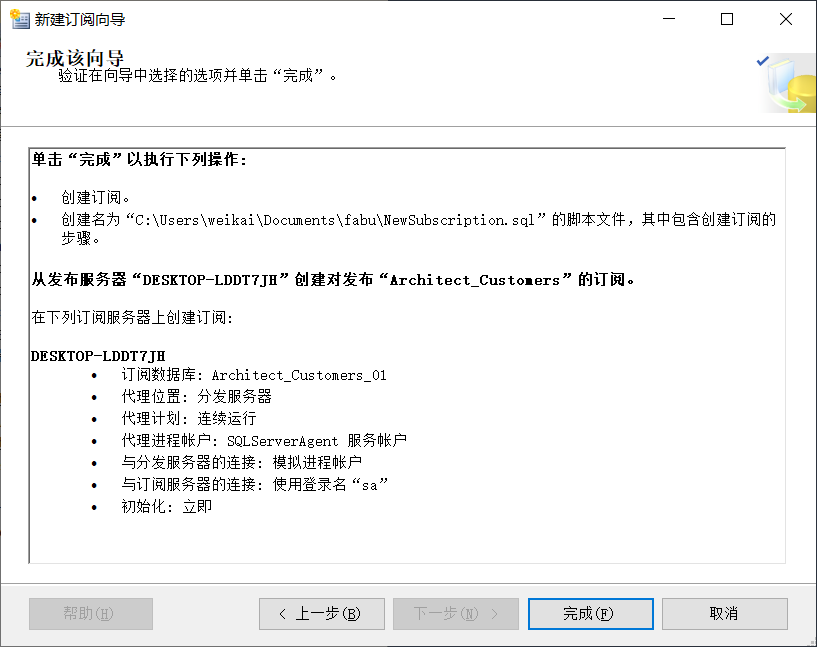 新建订阅向导
完成该向导
验证在向导中选择的选项并单击“完成”。
单击“完成”以执行下列操作:
• 创建订阅。
• 创建名为“C:\Users\weikai\Documents\fabu\NewSubscription.sql”的脚本文件，其中包含创建订阅的
步骤。
从发布服务器“DESKTOP-LDDT7JH”创建对发布“Architect_Customers”的订阅。
在下列订阅服务器上创建订阅:
DESKTOP-LDDT7JH
• 订阅数据库: Architect_Customers_01
• 代理位置: 分发服务器
• 代理计划: 连续运行
• 代理进程帐户: SQLServerAgent 服务帐户
• 与分发服务器的连接: 模拟进程帐户
• 与订阅服务器的连接: 使用登录名“sa”
• 初始化: 立即
帮助(H) < 上一步(B) 下一步(N) > 完成(F) 取消